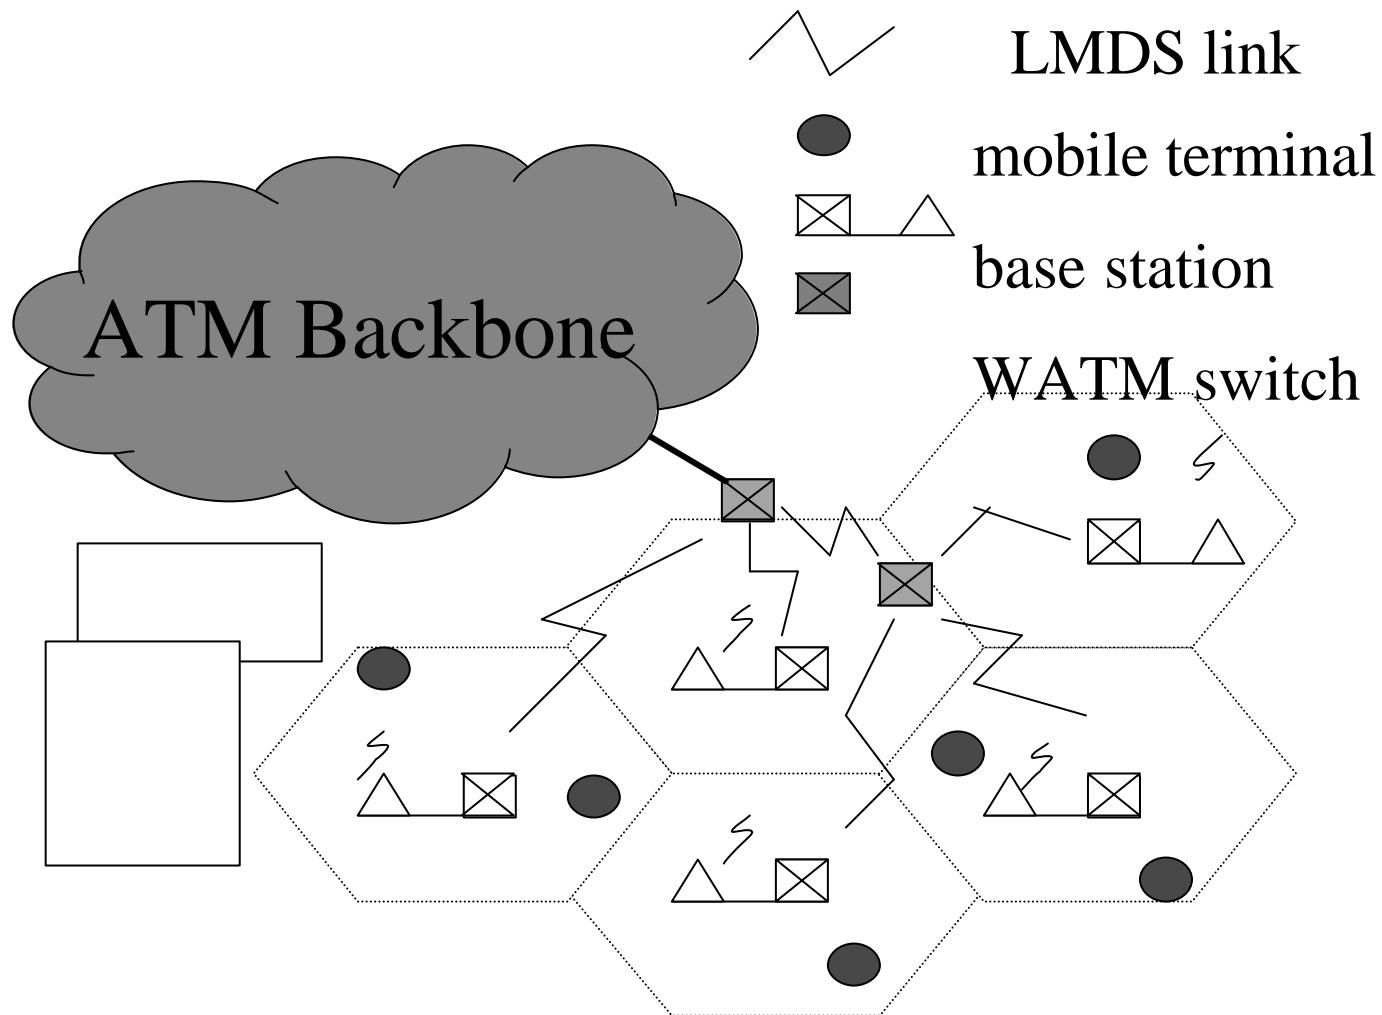 LMDS link
mobile terminal
base station
ATM Backbone
WATM switch